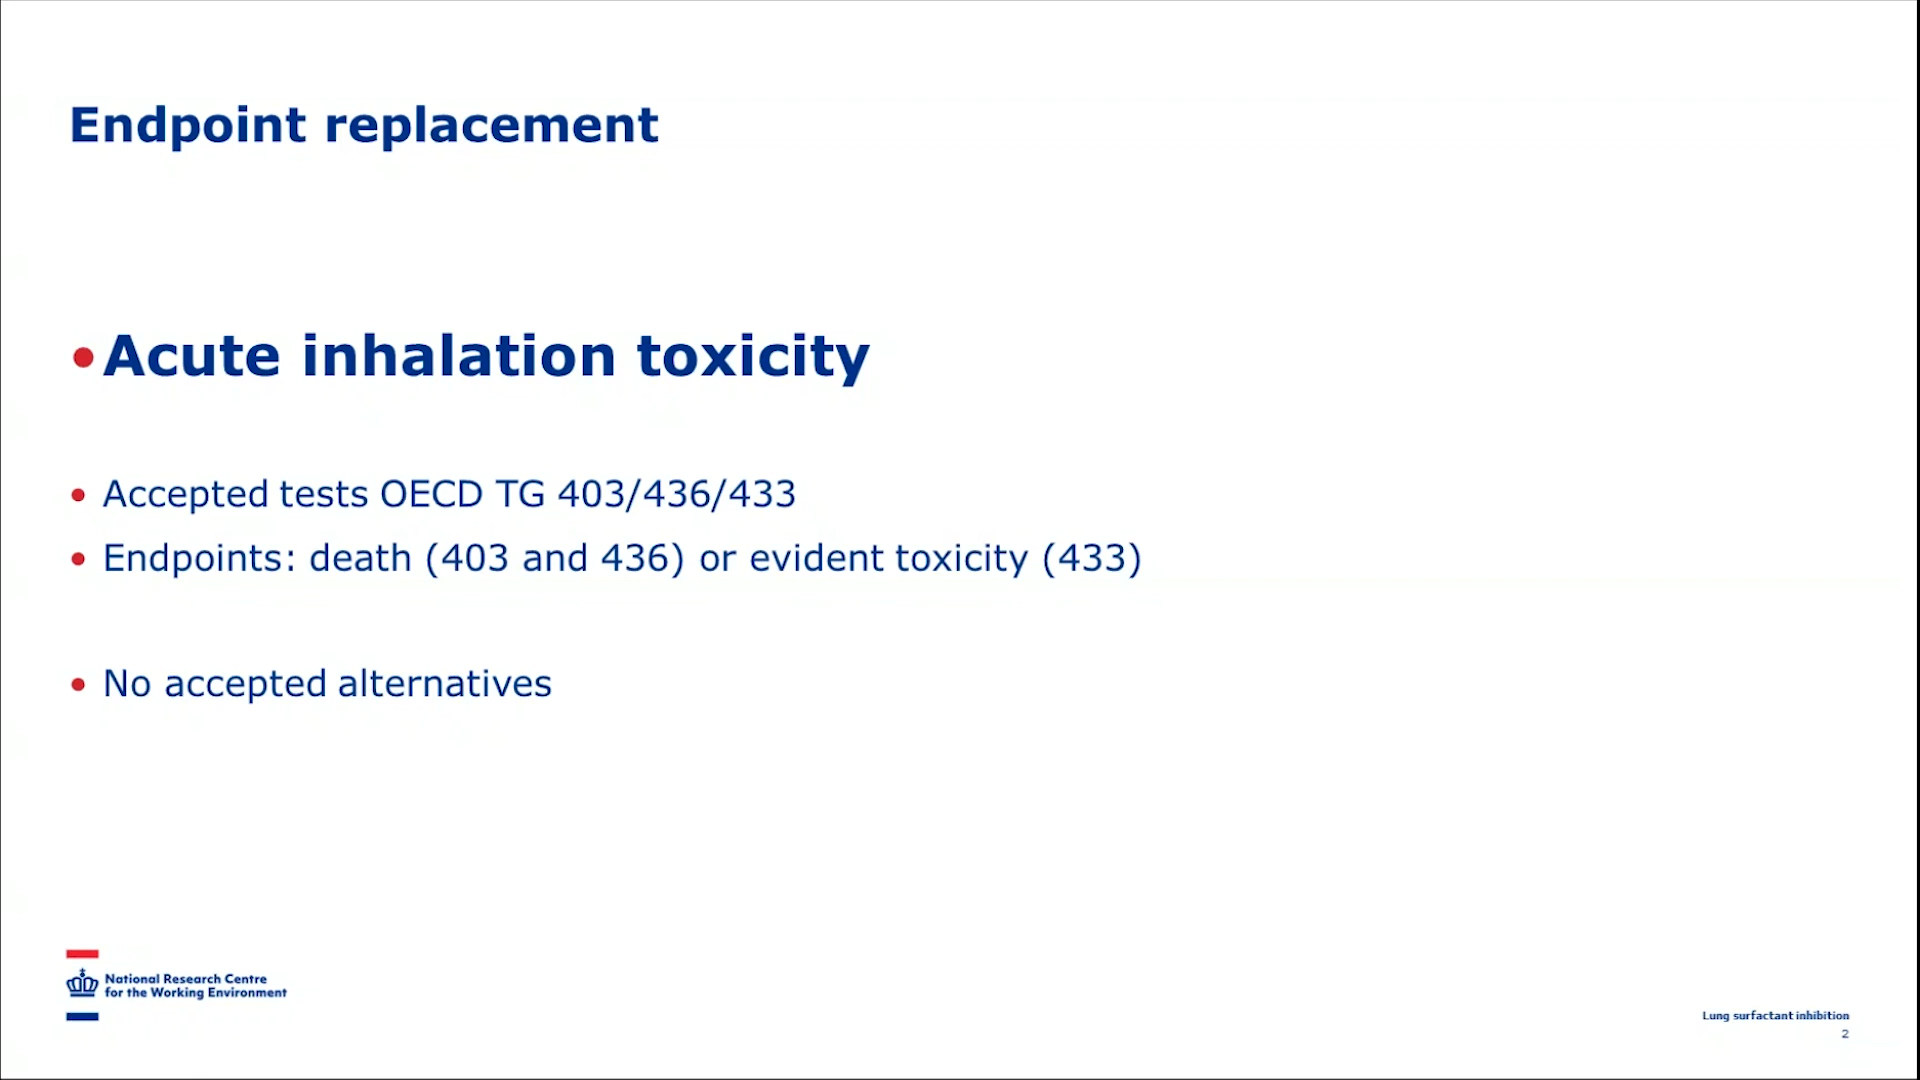 Endpoint replacement
•Acute inhalation toxicity
• Accepted tests OECD TG 403/436/433
• Endpoints: death (403 and 436) or evident toxicity (433)
• No accepted alternatives
National Research Centre
for the Working Environment
Lung surfactant inhibition
2